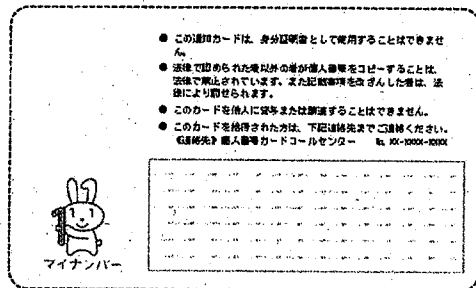 ● この通知カードは、身分証明書として使用することはできませ
ん。
● 法律で認められた者以外の者が個人番号をコピーすることは、
法律で禁止されています。また記載事項を改ざんした者は、法
律により罰せられます。
● このカードを他人に貸与または譲渡することはできません。
● このカードを拾得された方は、下記連絡先までご連絡ください。
《連絡先》個人番号カードコールセンター ℡ XX-XXXX-XXXX
マイナンバー